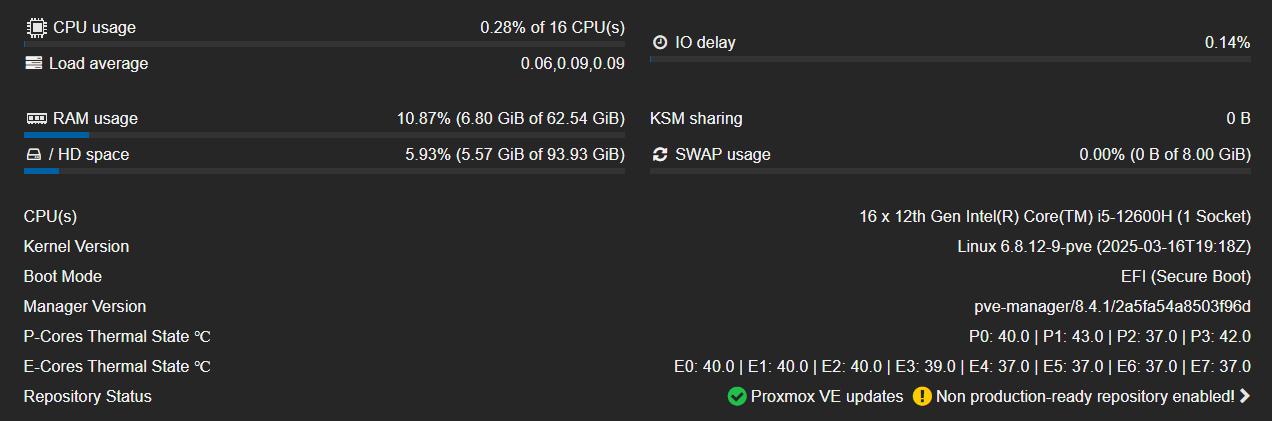 CPU usage 0.28% of 16 CPU(s)
IO delay 0.14%
Load average 0.06,0.09,0.09
RAM usage 10.87% (6.80 GiB of 62.54 GiB)
KSM sharing 0 B
/ HD space 5.93% (5.57 GiB of 93.93 GiB)
SWAP usage 0.00% (0 B of 8.00 GiB)
CPU(s) 16 x 12th Gen Intel(R) Core(TM) i5-12600H (1 Socket)
Kernel Version Linux 6.8.12-9-pve (2025-03-16T19:18Z)
Boot Mode EFI (Secure Boot)
Manager Version pve-manager/8.4.1/2a5fa54a8503f96d
P-Cores Thermal State ℃ P0: 40.0 | P1: 43.0 | P2: 37.0 | P3: 42.0
E-Cores Thermal State ℃ E0: 40.0 | E1: 40.0 | E2: 40.0 | E3: 39.0 | E4: 37.0 | E5: 37.0 | E6: 37.0 | E7: 37.0
Repository Status Proxmox VE updates Non production-ready repository enabled!